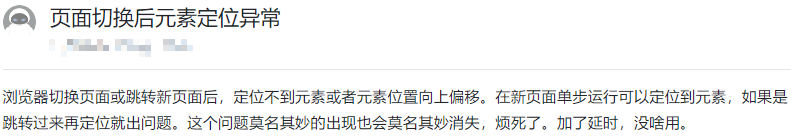 页面切换后元素定位异常
浏览器切换页面或跳转新页面后，定位不到元素或者元素位置向上偏移。在新页面单步运行可以定位到元素，如果是
跳转过来再定位就出问题。这个问题莫名其妙的出现也会莫名其妙消失，烦死了。加了延时，没啥用。